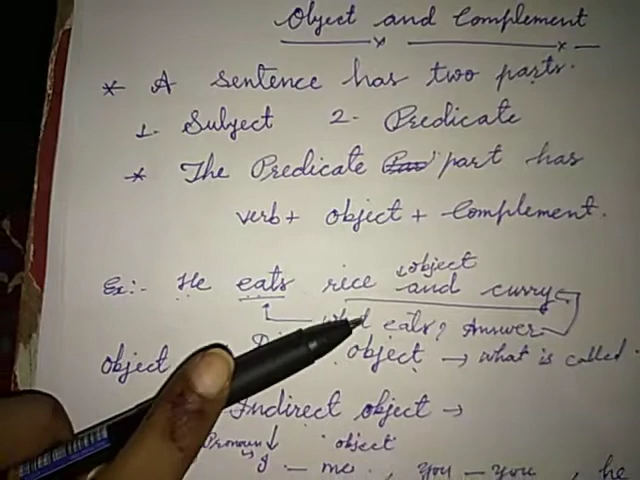 Object and Complement
* A sentence has two parts.
1. Subject 2. Predicate
* The Predicate part has
verb + object + Complement.
object
Ex:- He eats rice and curry
eats? Answer
object object → what is called
Indirect object →
Pronoun object
I - me, you - you, he